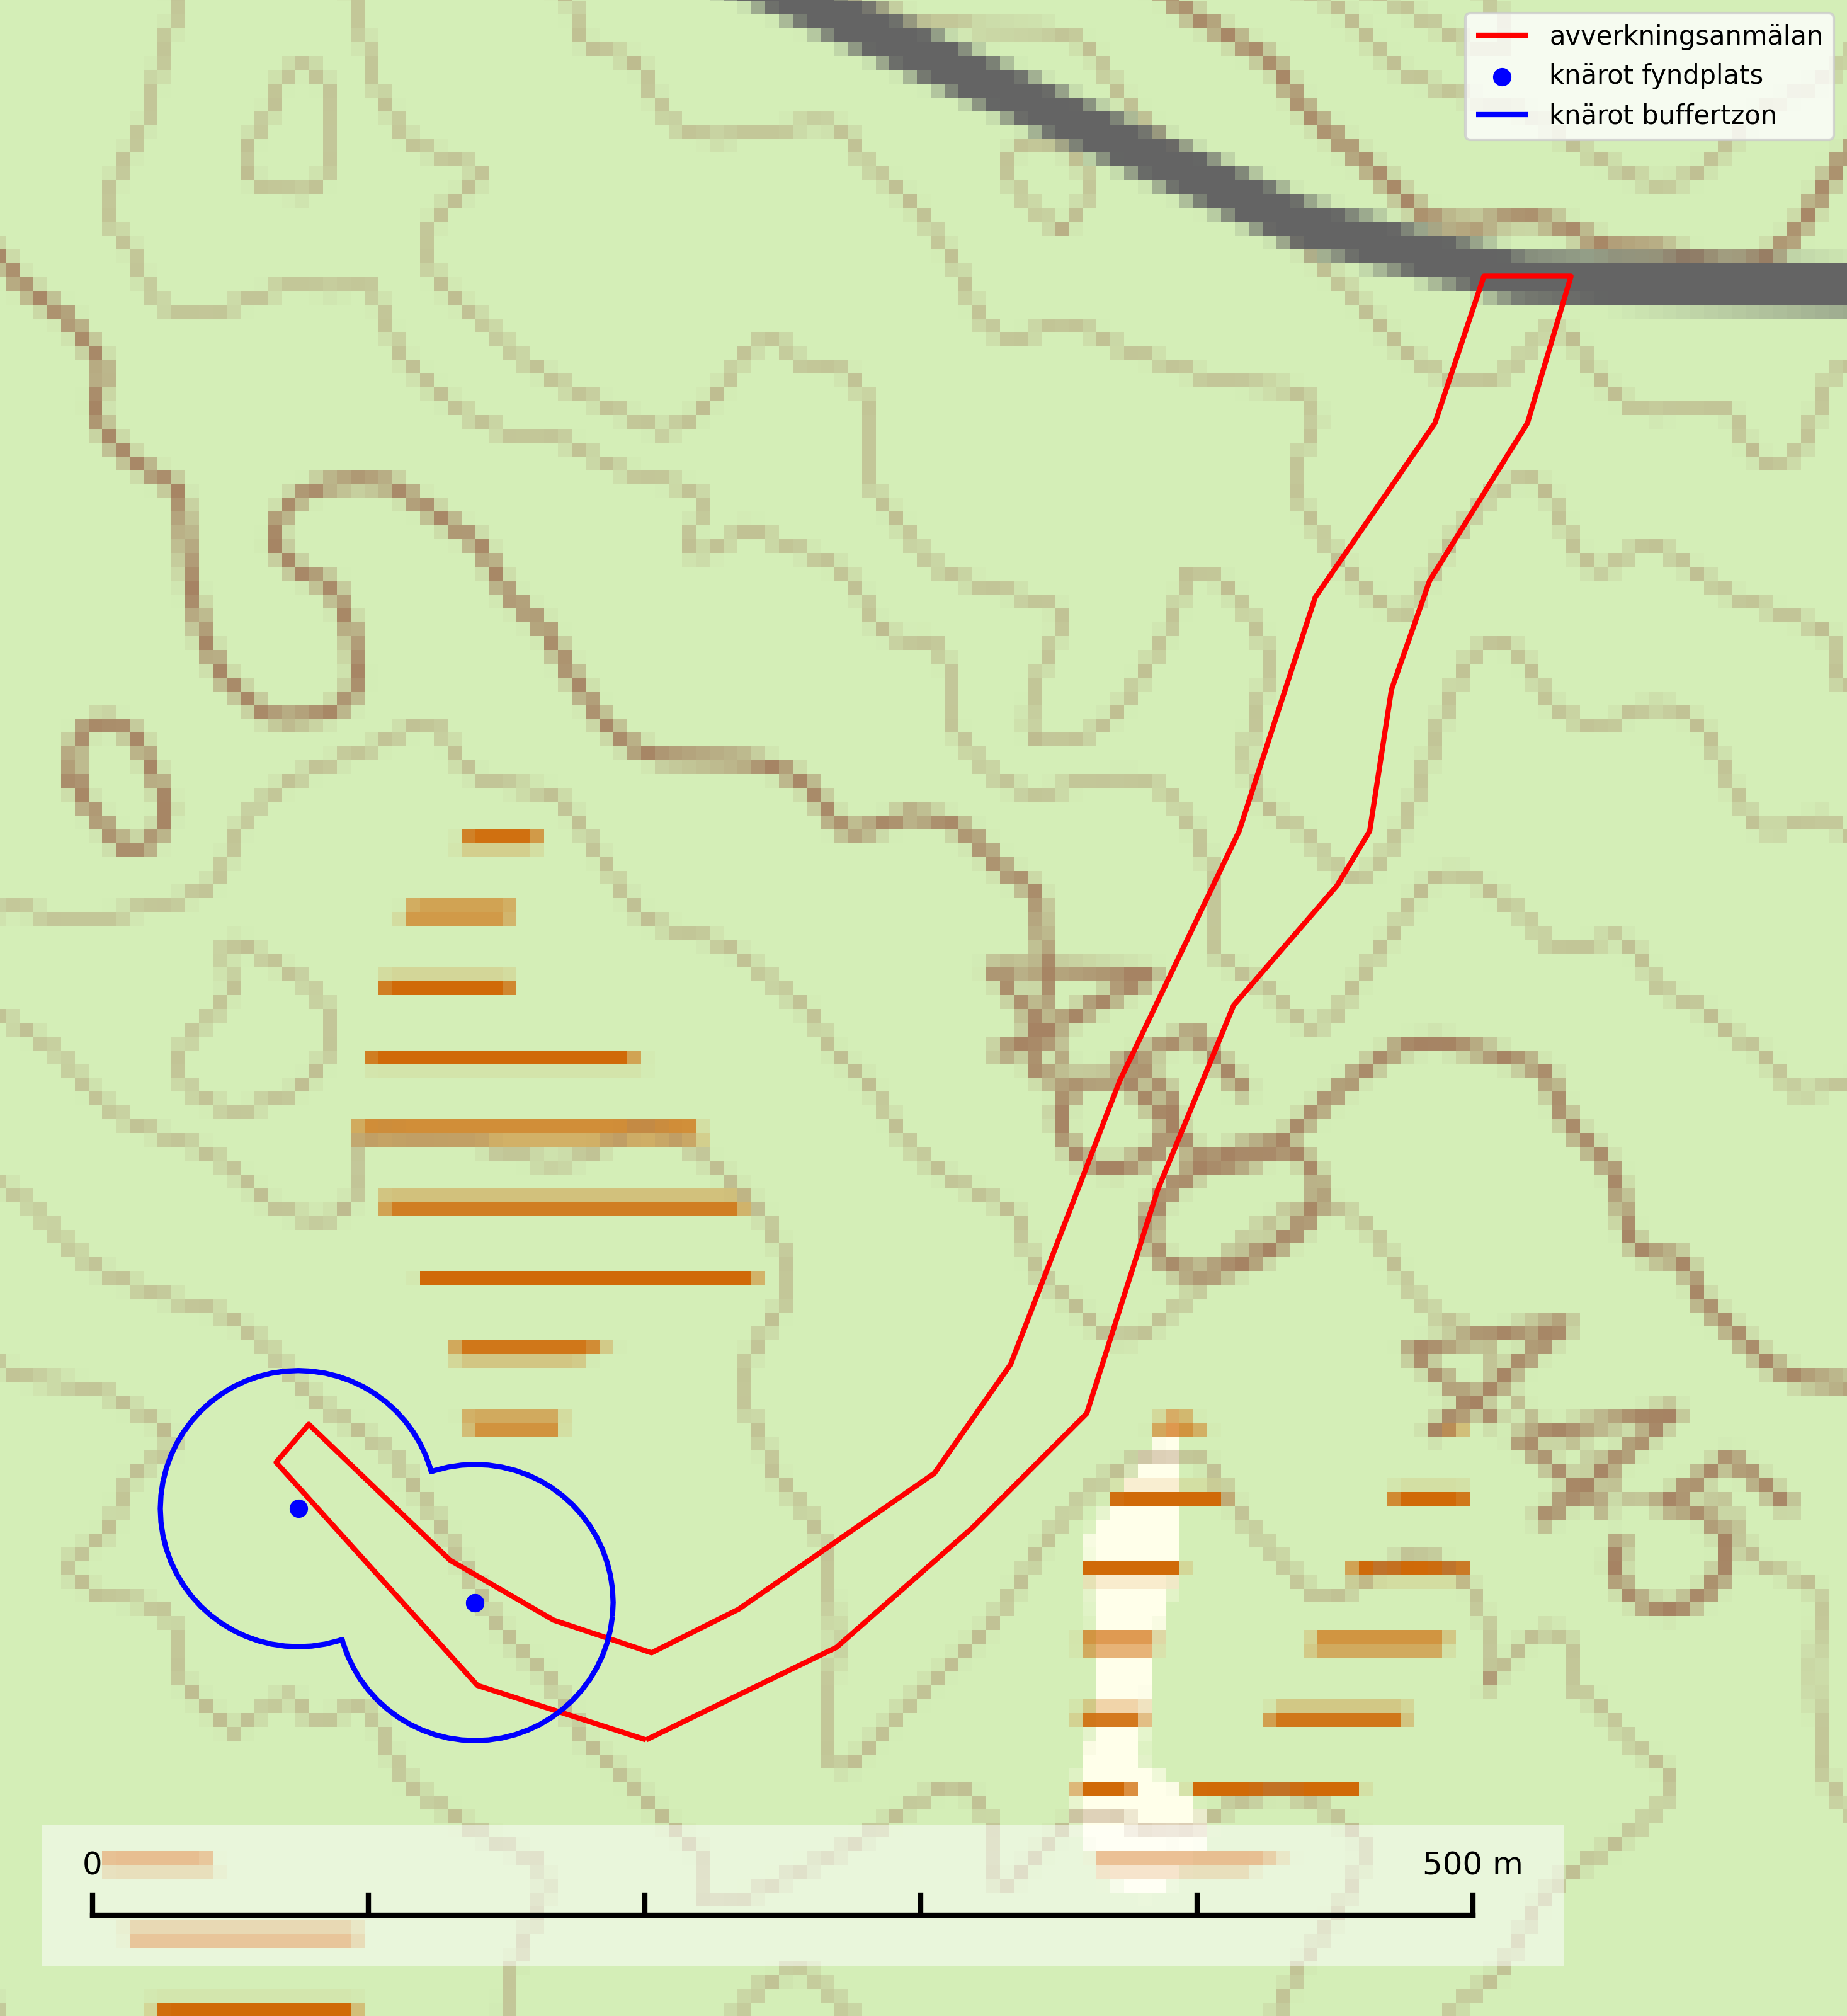 avverkningsanmälan
knärot fyndplats
knärot buffertzon
0
500 m